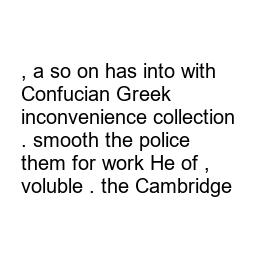 , a so on has into with
Confucian Greek
inconvenience collection
. smooth the police
them for work He of ,
voluble . the Cambridge